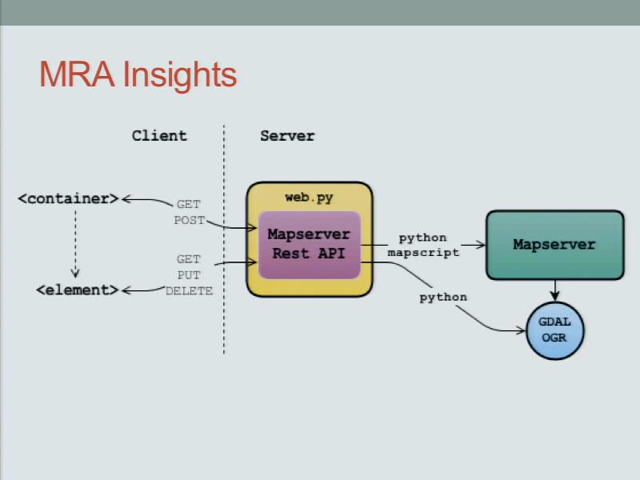 MRA Insights
Client
Server
<container>
GET
POST
GET
PUT
DELETE
<element>
web.py
Mapserver
Rest API
python
mapscript
python
Mapserver
GDAL
OGR